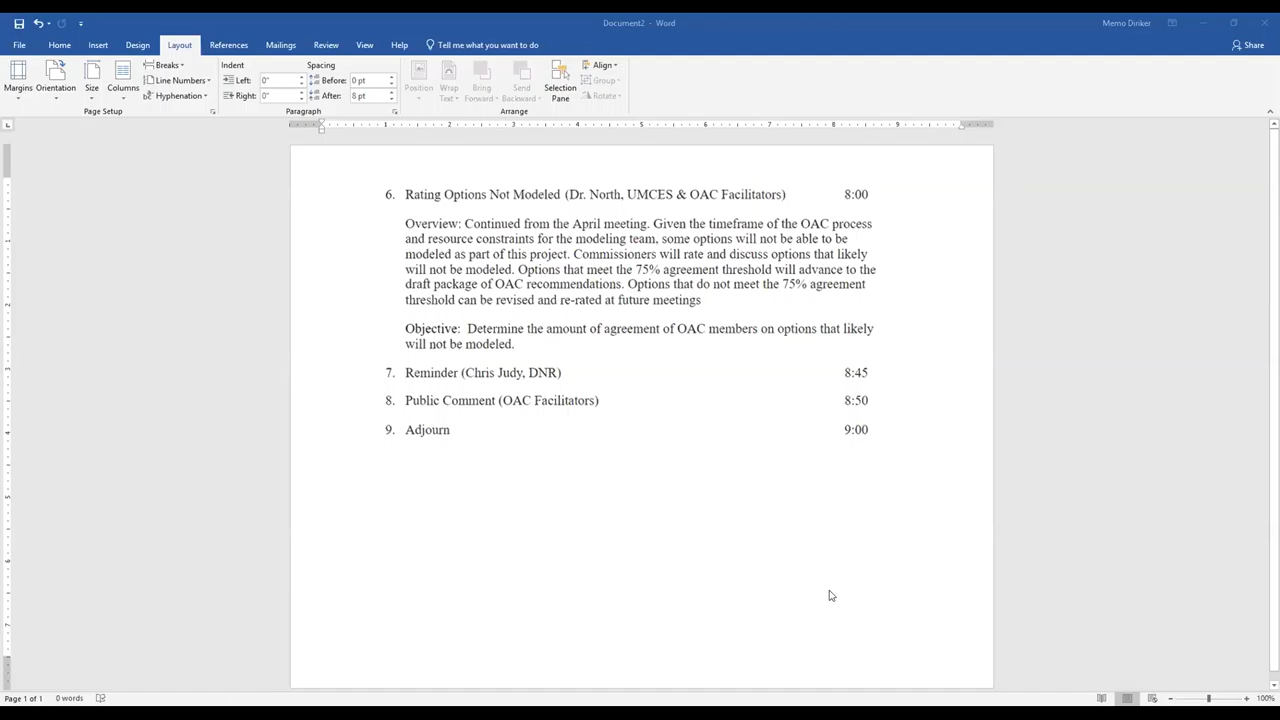 Document2 - Word
Memo Diriker
File Home Insert Design Layout References Mailings Review View Help Tell me what you want to do Share
Margins Orientation Size Columns
Breaks
Line Numbers
Hyphenation
Page Setup
Indent Spacing
Left: 0" Before: 0 pt
Right: 0" After: 8 pt
Paragraph
Position Wrap Text Bring Forward Send Backward Selection Pane
Align
Group
Rotate
Arrange
1 2 3 4 5 6 7 8 9
6. Rating Options Not Modeled (Dr. North, UMCES & OAC Facilitators) 8:00
Overview: Continued from the April meeting. Given the timeframe of the OAC process
and resource constraints for the modeling team, some options will not be able to be
modeled as part of this project. Commissioners will rate and discuss options that likely
will not be modeled. Options that meet the 75% agreement threshold will advance to the
draft package of OAC recommendations. Options that do not meet the 75% agreement
threshold can be revised and re-rated at future meetings
Objective: Determine the amount of agreement of OAC members on options that likely
will not be modeled.
7. Reminder (Chris Judy, DNR) 8:45
8. Public Comment (OAC Facilitators) 8:50
9. Adjourn 9:00
Page 1 of 1 0 words 100%